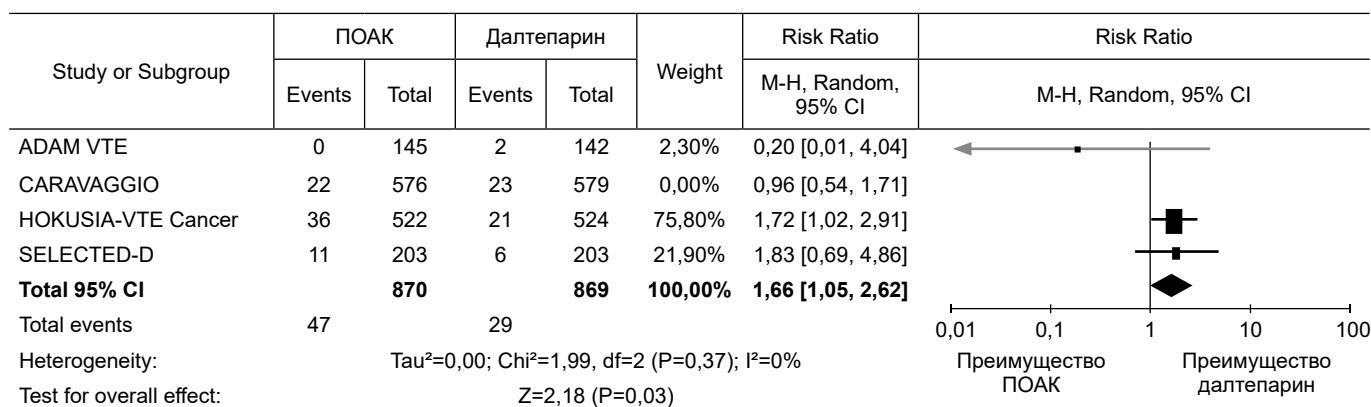 Study or Subgroup ПОАК Далтепарин Weight Risk Ratio Risk Ratio
Events Total Events Total M-H, Random, 95% CI M-H, Random, 95% CI
ADAM VTE 0 145 2 142 2,30% 0,20 [0,01, 4,04]
CARAVAGGIO 22 576 23 579 0,00% 0,96 [0,54, 1,71]
HOKUSIA-VTE Cancer 36 522 21 524 75,80% 1,72 [1,02, 2,91]
SELECTED-D 11 203 6 203 21,90% 1,83 [0,69, 4,86]
Total 95% CI 870 869 100,00% 1,66 [1,05, 2,62]
Total events 47 29
0,01 0,1 1 10 100
Heterogeneity: Tau²=0,00; Chi²=1,99, df=2 (P=0,37); I²=0%
Преимущество ПОАК Преимущество далтепарин
Test for overall effect: Z=2,18 (P=0,03)